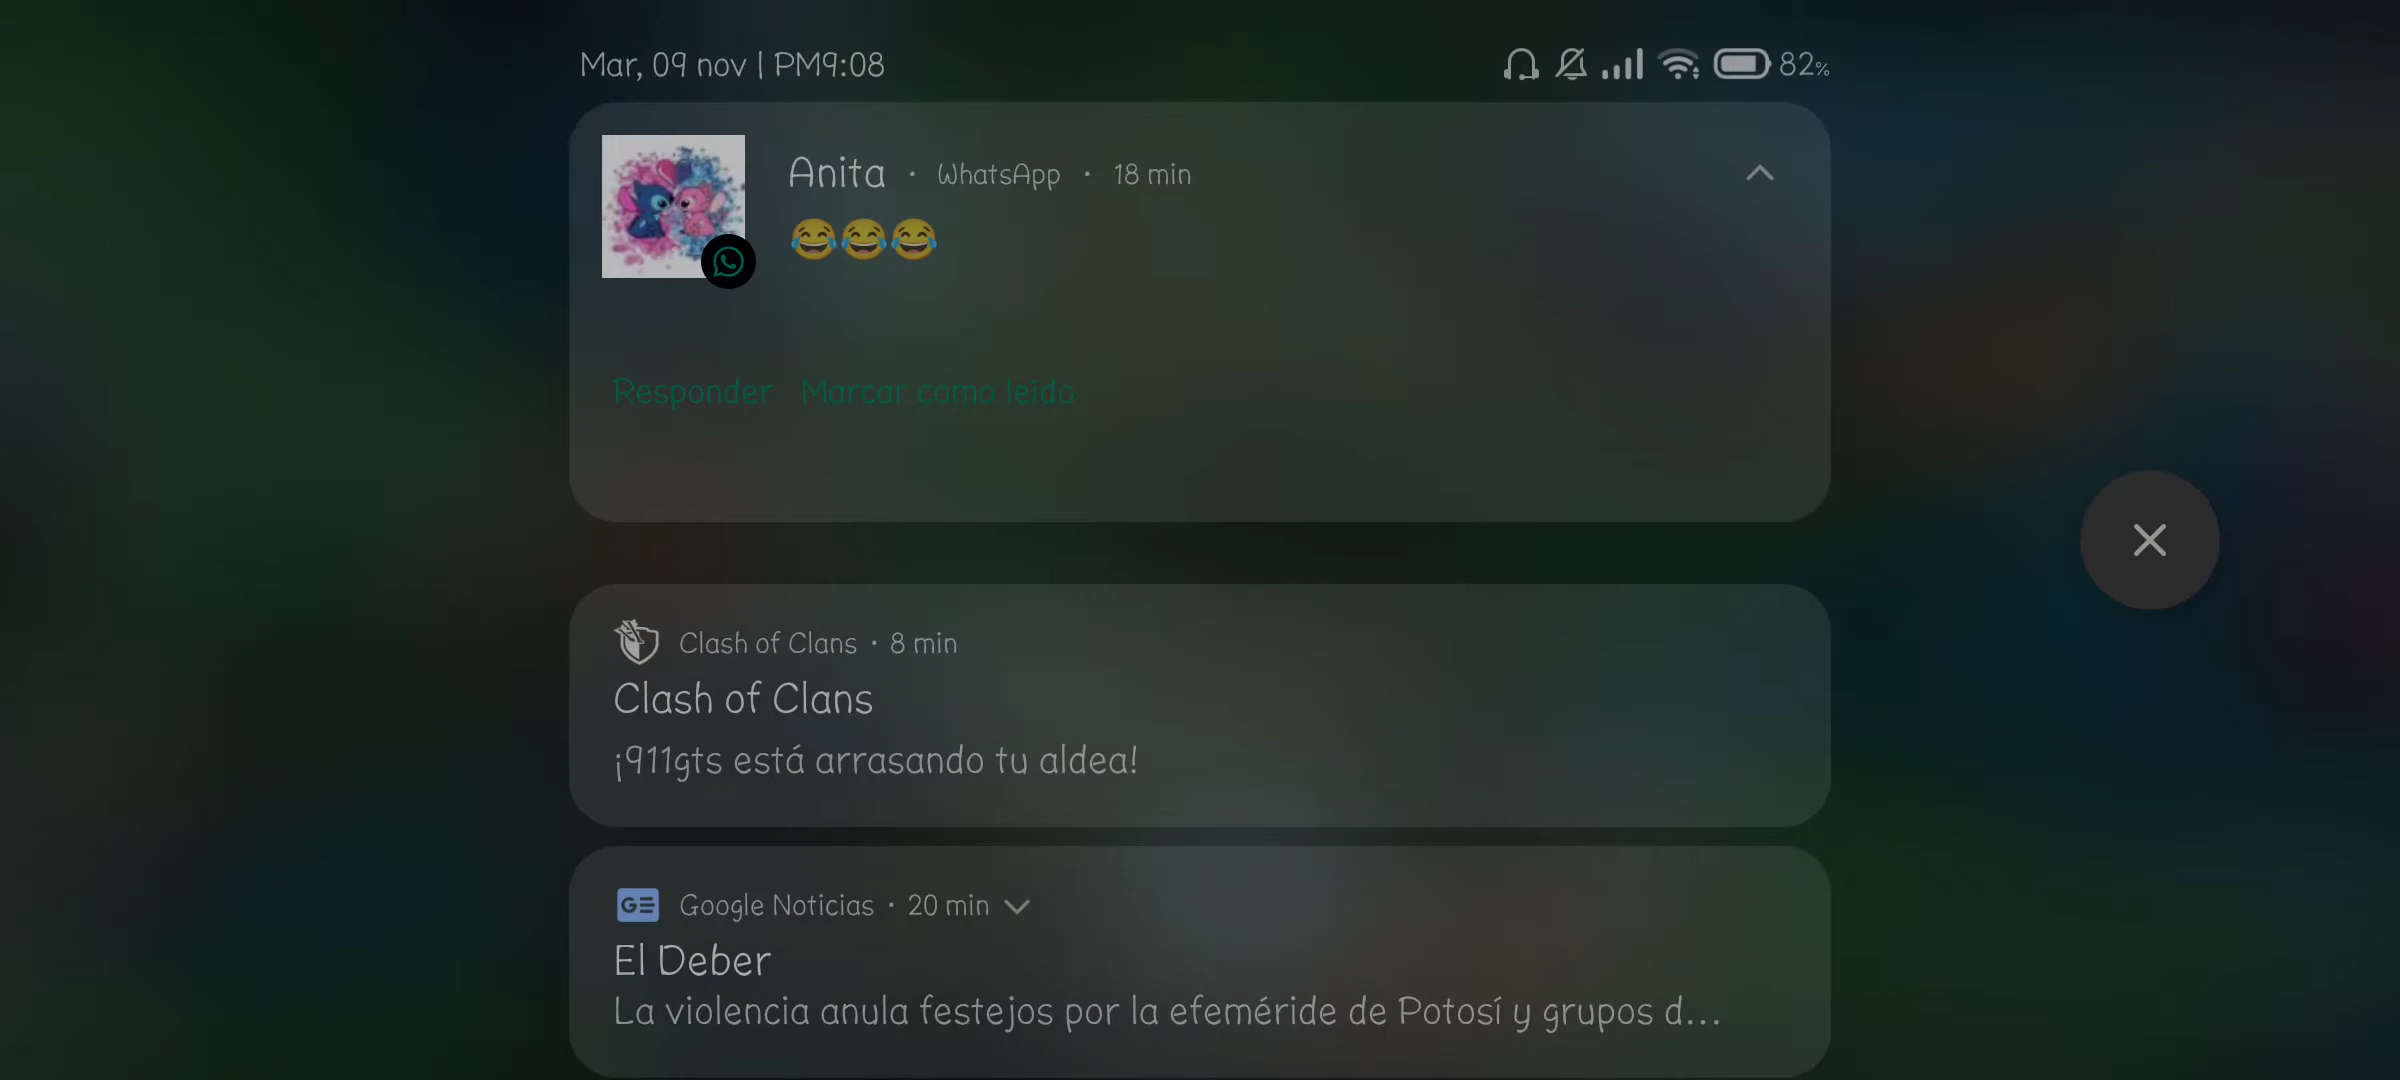 Mar, 09 nov | PM9:08 82%
Anita · WhatsApp · 18 min
😂😂😂
Responder Marcar como leído
Clash of Clans · 8 min
Clash of Clans
¡911gts está arrasando tu aldea!
GE Google Noticias · 20 min
El Deber
La violencia anula festejos por la efeméride de Potosí y grupos d...